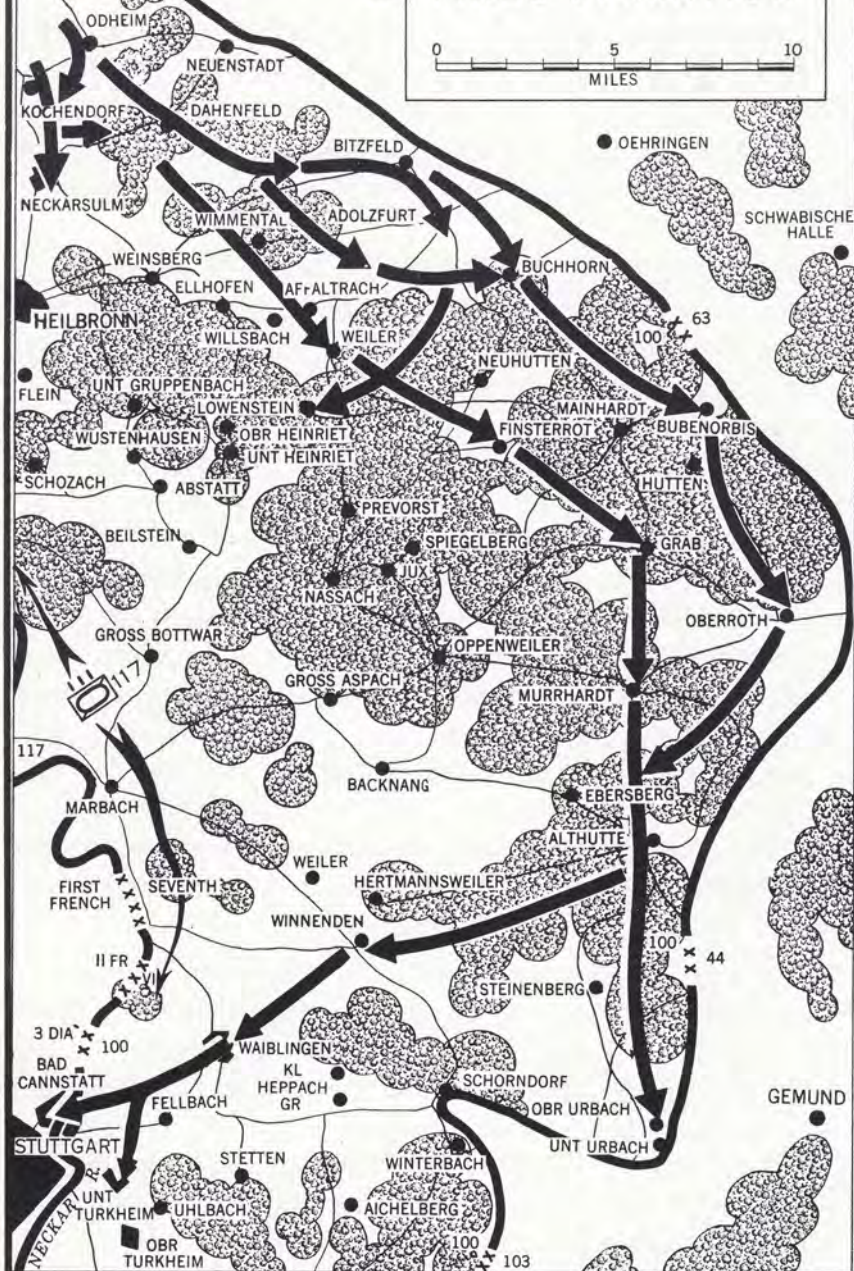 0 5 10
MILES
ODHEIM
NEUENSTADT
KOCHENDORF
DAHENFELD
BITZFELD
OEHRINGEN
NECKARSULM
WIMMENTAL
ADOLZFURT
SCHWABISCHE
HALLE
WEINSBERG
BUCHHORN
ELLHOFEN
AFFALTRACH
HEILBRONN
63
100
WILLSBACH
WEILER
NEUHUTTEN
FLEIN
UNT GRUPPENBACH
LOWENSTEIN
MAINHARDT
BUBENORBIS
WUSTENHAUSEN
OBR HEINRIET
FINSTERROT
UNT HEINRIET
HUTTEN
SCHOZACH
ABSTATT
PREVORST
BEILSTEIN
SPIEGELBERG
GRAB
JUX
NASSACH
OBERROTH
GROSS BOTTWAR
OPPENWEILER
117
GROSS ASPACH
MURRHARDT
117
BACKNANG
EBERSBERG
MARBACH
ALTHUTTE
WEILER
FIRST
FRENCH
SEVENTH
HERTMANNSWEILER
WINNENDEN
100
44
II FR
VI
STEINENBERG
3 DIA
100
WAIBLINGEN
BAD
CANNSTATT
KL
HEPPACH
GR
SCHORNDORF
GEMUND
FELLBACH
OBR URBACH
STUTTGART
UNT URBACH
STETTEN
WINTERBACH
NECKAR R
UNT
TURKHEIM
UHLBACH
AICHELBERG
OBR
TURKHEIM
100
103